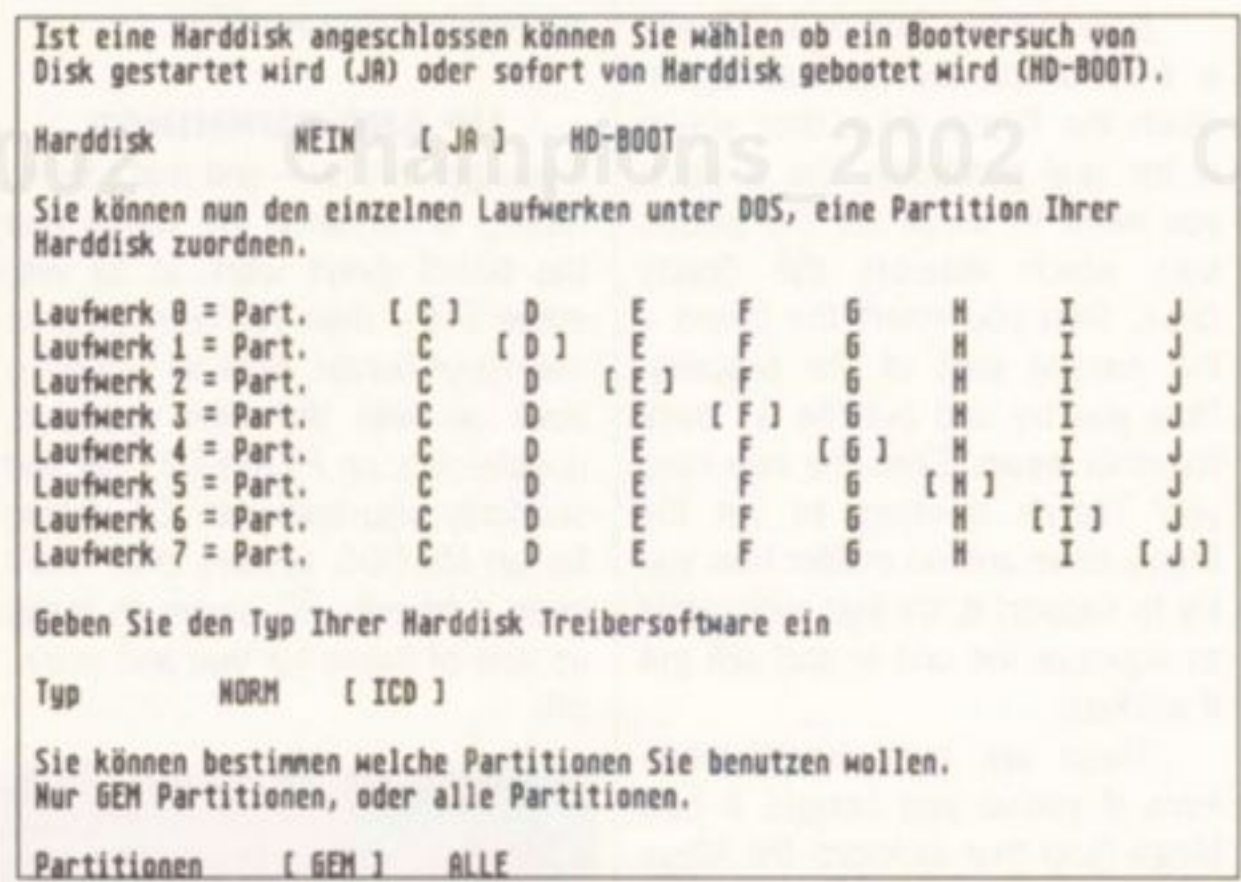 Ist eine Harddisk angeschlossen können Sie wählen ob ein Bootversuch von
Disk gestartet wird (JA) oder sofort von Harddisk gebootet wird (HD-BOOT).
Harddisk NEIN [ JA ] HD-BOOT
Sie können nun den einzelnen Laufwerken unter DOS, eine Partition Ihrer
Harddisk zuordnen.
Laufwerk 0 = Part. [ C ] D E F G H I J
Laufwerk 1 = Part. C [ D ] E F G H I J
Laufwerk 2 = Part. C D [ E ] F G H I J
Laufwerk 3 = Part. C D E [ F ] G H I J
Laufwerk 4 = Part. C D E F [ G ] H I J
Laufwerk 5 = Part. C D E F G [ H ] I J
Laufwerk 6 = Part. C D E F G H [ I ] J
Laufwerk 7 = Part. C D E F G H I [ J ]
Geben Sie den Typ Ihrer Harddisk Treibersoftware ein
Typ NORM [ ICD ]
Sie können bestimmen welche Partitionen Sie benutzen wollen.
Nur GEM Partitionen, oder alle Partitionen.
Partitionen [ GEM ] ALLE
002 Champions_2002 C